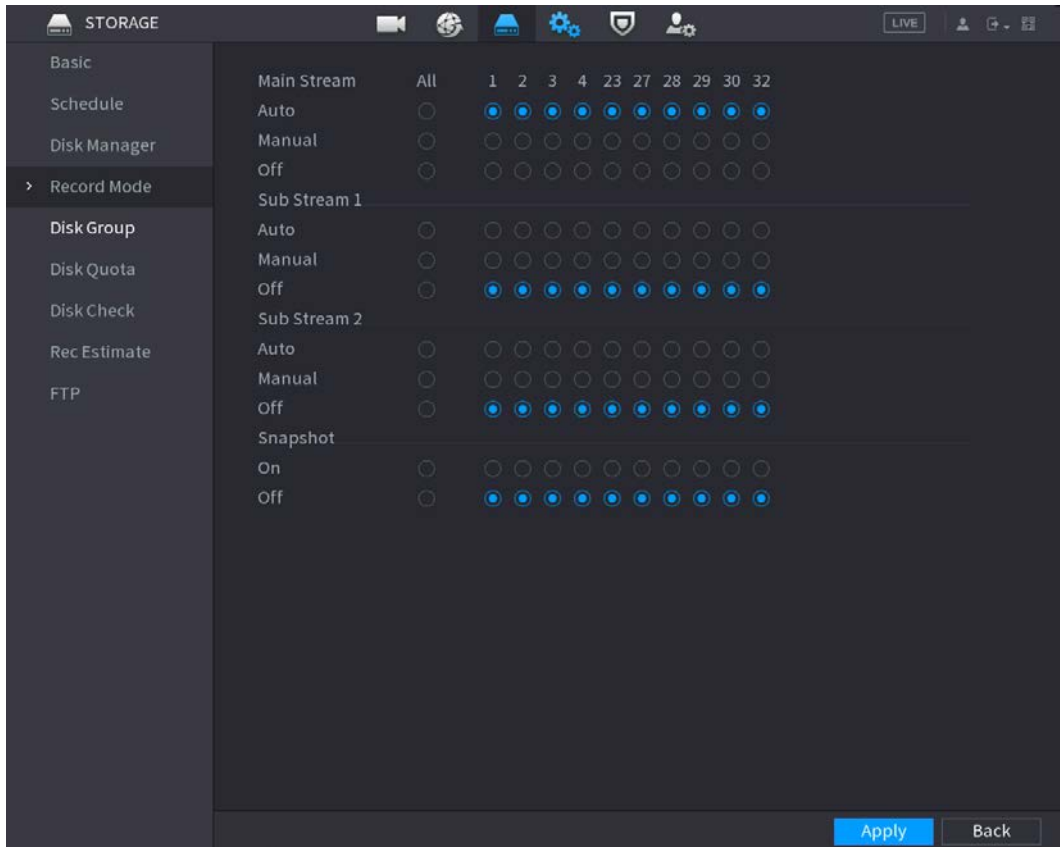 STORAGE
LIVE
Basic
Schedule
Disk Manager
Record Mode
Disk Group
Disk Quota
Disk Check
Rec Estimate
FTP
Main Stream All 1 2 3 4 23 27 28 29 30 32
Auto
Manual
Off
Sub Stream 1
Auto
Manual
Off
Sub Stream 2
Auto
Manual
Off
Snapshot
On
Off
Apply Back